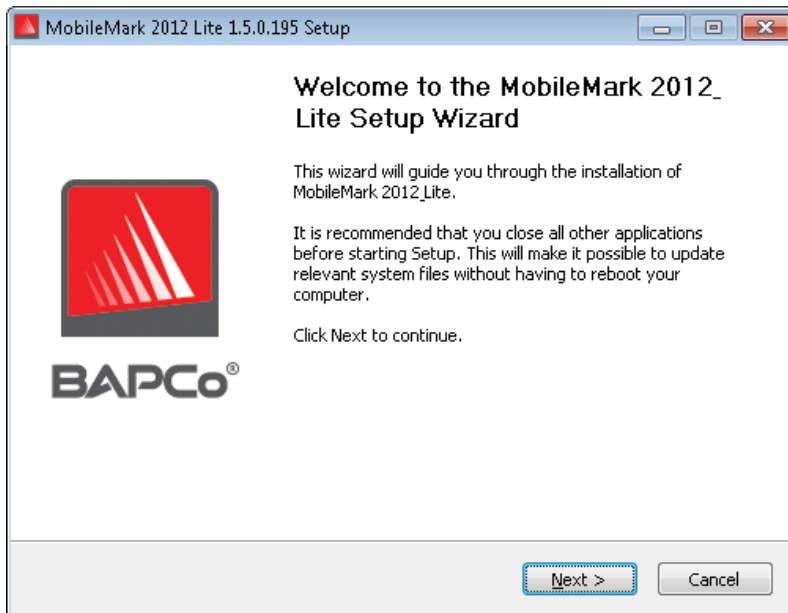 MobileMark 2012 Lite 1.5.0.195 Setup
Welcome to the MobileMark 2012_
Lite Setup Wizard
This wizard will guide you through the installation of
MobileMark 2012_Lite.
It is recommended that you close all other applications
before starting Setup. This will make it possible to update
relevant system files without having to reboot your
computer.
Click Next to continue.
BAPCo®
Next >
Cancel